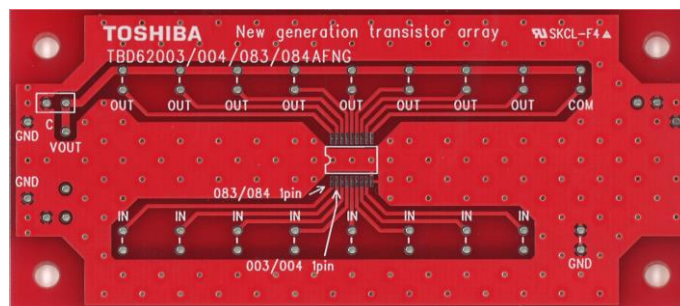 TOSHIBA New generation transistor array
SKCL-F4
TBD62003/004/083/084AFNG
OUT OUT OUT OUT OUT OUT OUT OUT COM
C
GND
VOUT
GND
083/084 1pin
IN IN IN IN IN IN IN IN
003/004 1pin
GND